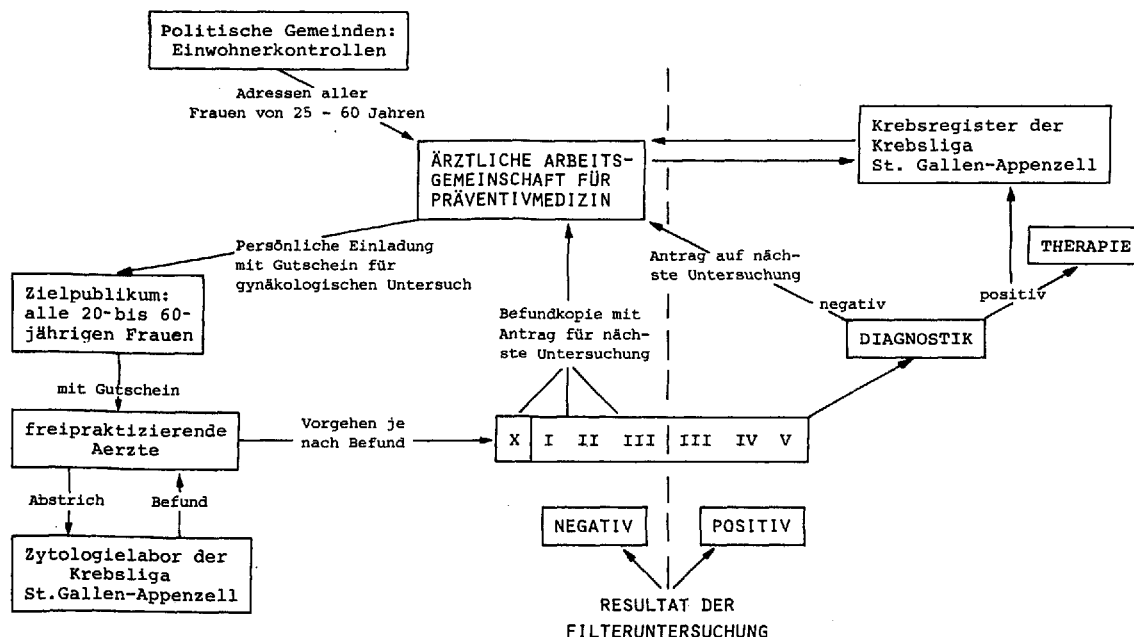 Politische Gemeinden:
Einwohnerkontrollen
Adressen aller
Frauen von 25 - 60 Jahren
ÄRZTLICHE ARBEITS-
GEMEINSCHAFT FÜR
PRÄVENTIVMEDIZIN
Krebsregister der
Krebsliga
St. Gallen-Appenzell
THERAPIE
Persönliche Einladung
mit Gutschein für
gynäkologischen Untersuch
Antrag auf näch-
ste Untersuchung
negativ
positiv
Zielpublikum:
alle 20-bis 60-
jährigen Frauen
Befundkopie mit
Antrag für näch-
ste Untersuchung
DIAGNOSTIK
mit Gutschein
freipraktizierende
Aerzte
Vorgehen je
nach Befund
X I II III III IV V
Abstrich
Befund
NEGATIV
POSITIV
Zytologielabor der
Krebsliga
St.Gallen-Appenzell
RESULTAT DER
FILTERUNTERSUCHUNG